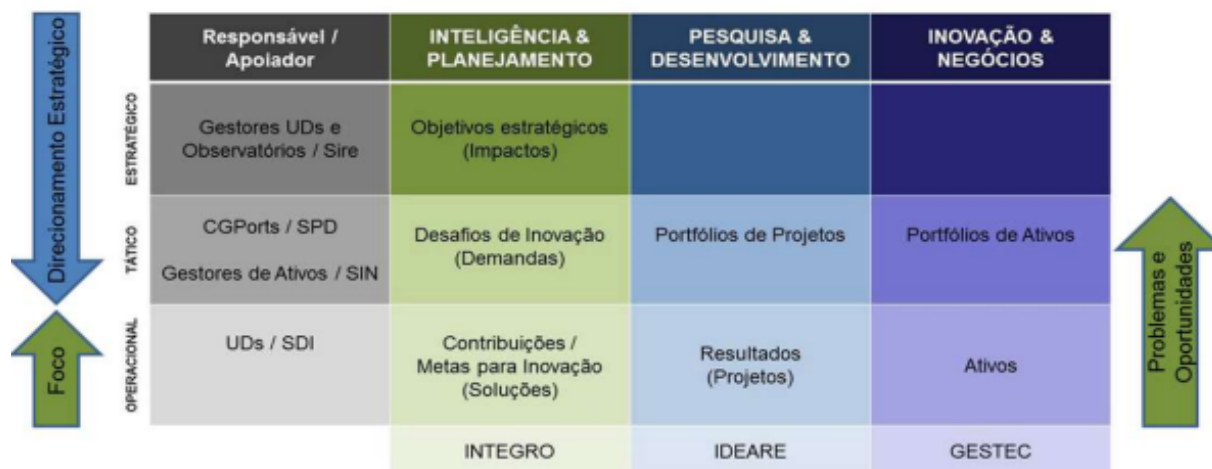 Direcionamento Estratégico
Foco
Responsável /
Apoiador
INTELIGÊNCIA &
PLANEJAMENTO
PESQUISA &
DESENVOLVIMENTO
INOVAÇÃO &
NEGÓCIOS
ESTRATÉGICO
Gestores UDs e
Observatórios / Sire
Objetivos estratégicos
(Impactos)
TÁTICO
CGPorts / SPD
Gestores de Ativos / SIN
Desafios de Inovação
(Demandas)
Portfólios de Projetos
Portfólios de Ativos
OPERACIONAL
UDs / SDI
Contribuições /
Metas para Inovação
(Soluções)
Resultados
(Projetos)
Ativos
INTEGRO
IDEARE
GESTEC
Problemas e
Oportunidades